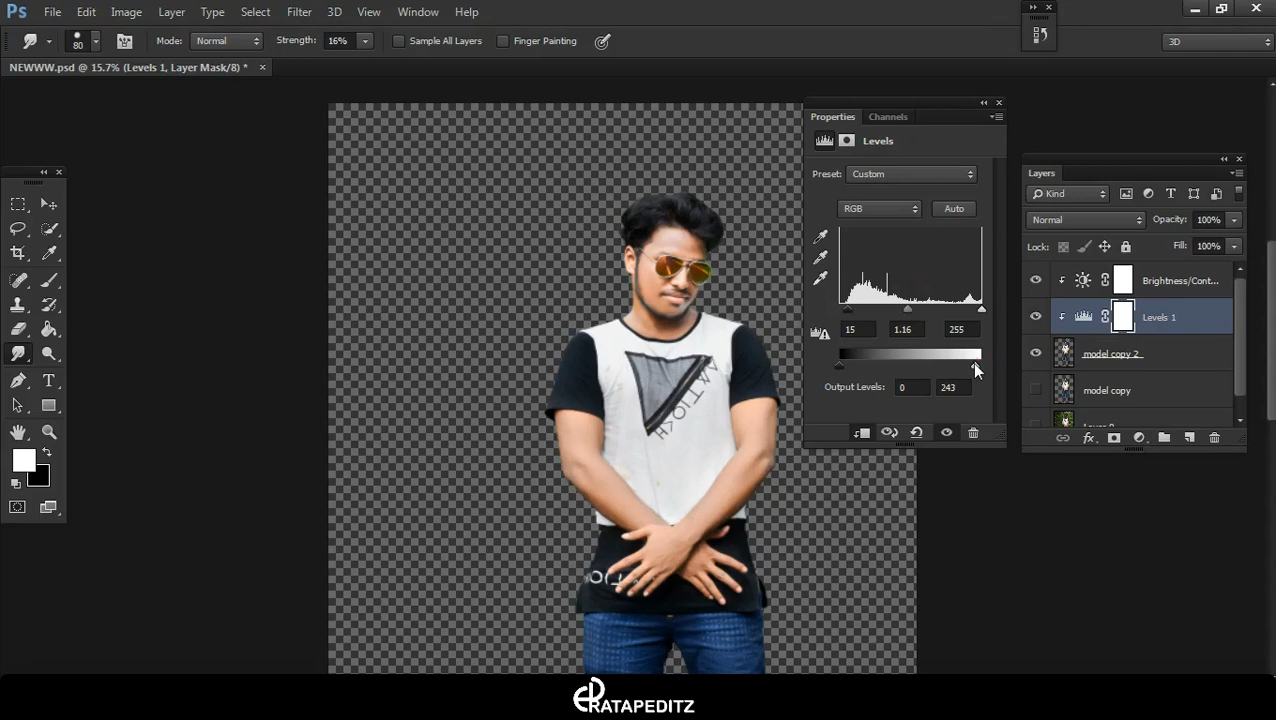 Ps File Edit Image Layer Type Select Filter 3D View Window Help
80 Mode: Normal Strength: 16% Sample All Layers Finger Painting 3D
NEWWW.psd @ 15.7% (Levels 1, Layer Mask/8) * ×
Properties Channels
Levels
Preset: Custom
RGB Auto
15 1.16 255
Output Levels: 0 243
Layers
Kind
Normal Opacity: 100%
Lock: Fill: 100%
Brightness/Cont...
Levels 1
model copy 2
model copy
RATAPEDITZ